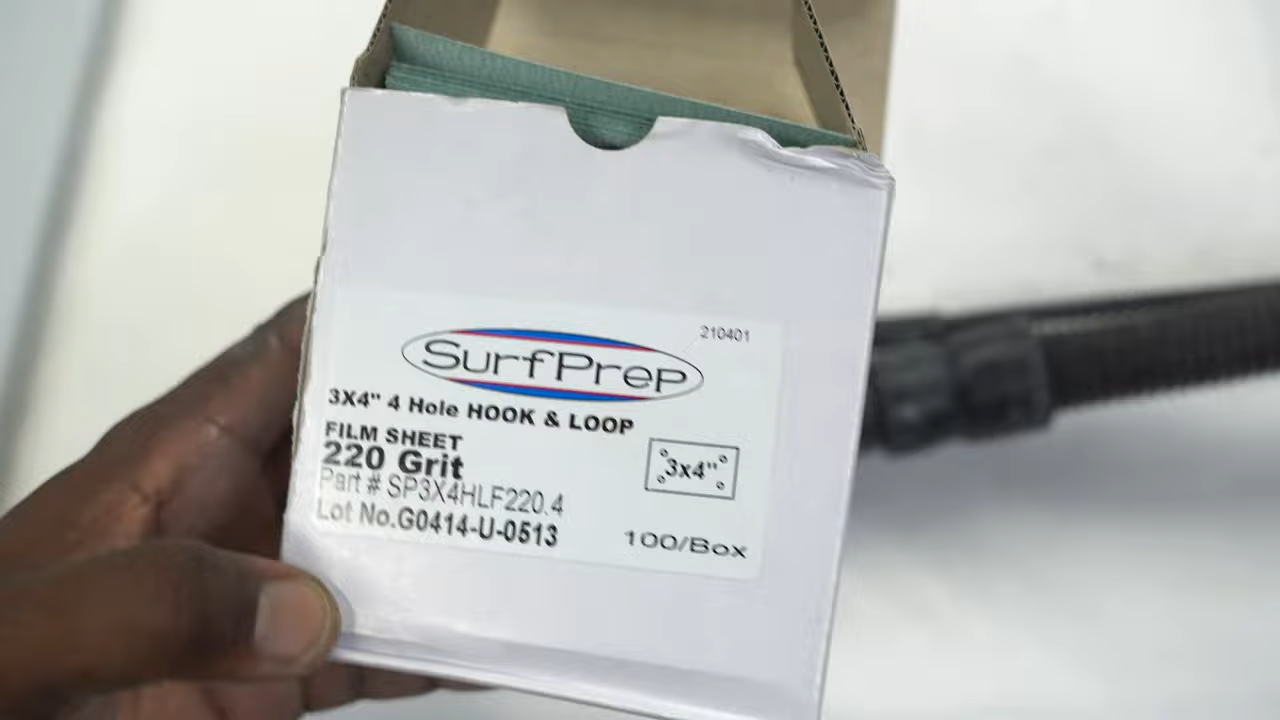 210401
SurfPrep
3X4" 4 Hole HOOK & LOOP
FILM SHEET
220 Grit
3x4"
Part # SP3X4HLF220.4
Lot No.G0414-U-0513
100/Box